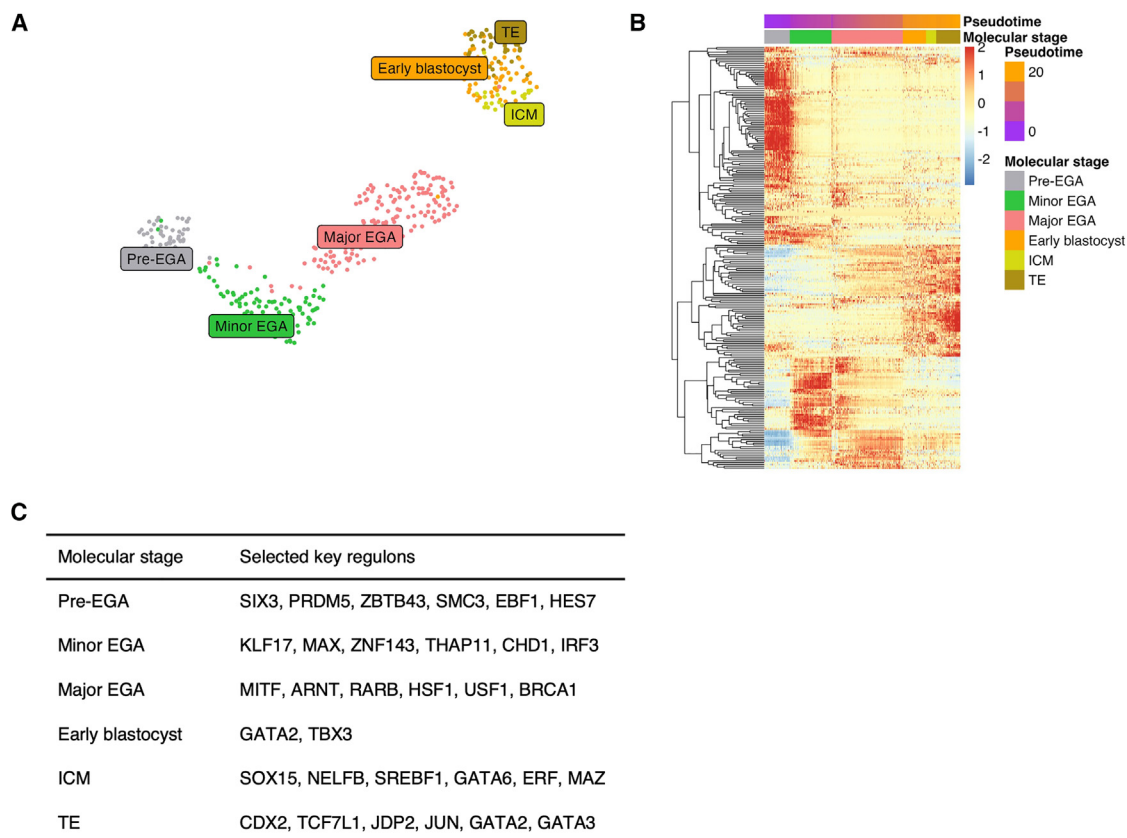 A
TE
Early blastocyst
ICM
Major EGA
Pre-EGA
Minor EGA
B
Pseudotime
Molecular stage
2
1
0
-1
-2
Pseudotime
20
0
Molecular stage
Pre-EGA
Minor EGA
Major EGA
Early blastocyst
ICM
TE
C
Molecular stage Selected key regulons
Pre-EGA SIX3, PRDM5, ZBTB43, SMC3, EBF1, HES7
Minor EGA KLF17, MAX, ZNF143, THAP11, CHD1, IRF3
Major EGA MITF, ARNT, RARB, HSF1, USF1, BRCA1
Early blastocyst GATA2, TBX3
ICM SOX15, NELFB, SREBF1, GATA6, ERF, MAZ
TE CDX2, TCF7L1, JDP2, JUN, GATA2, GATA3